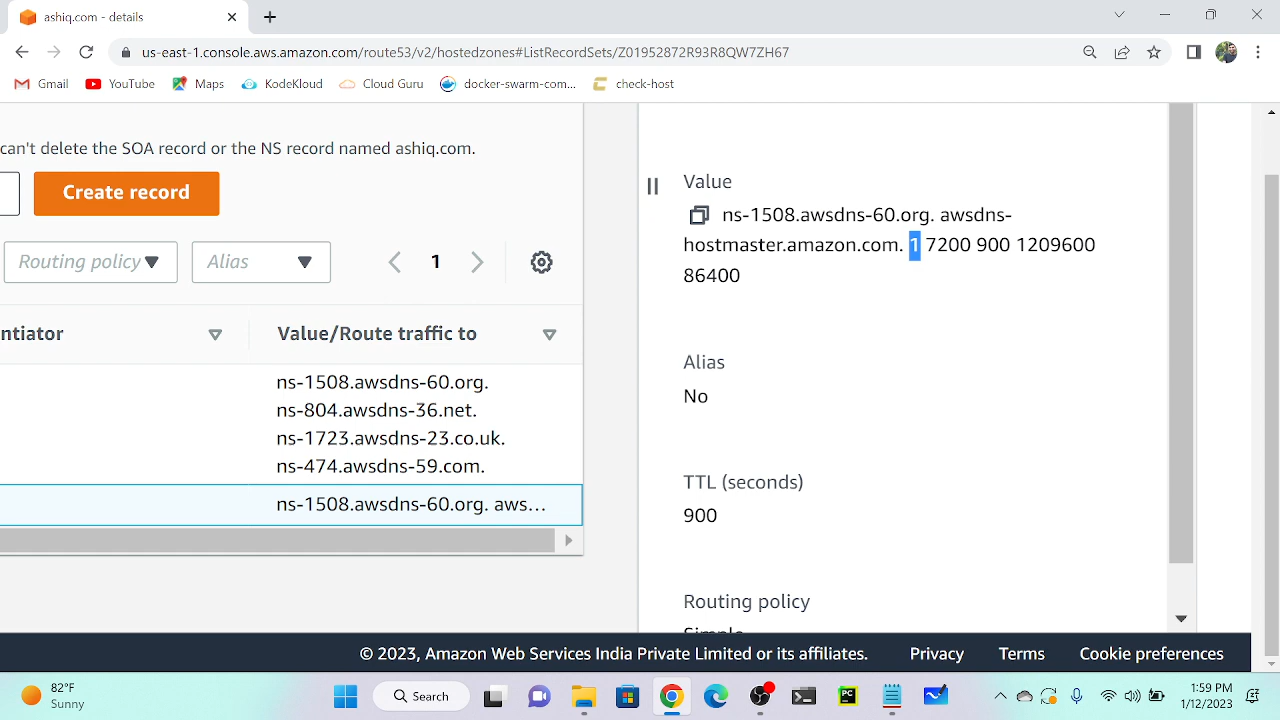 ashiq.com - details
us-east-1.console.aws.amazon.com/route53/v2/hostedzones#ListRecordSets/Z01952872R93R8QW7ZH67
Gmail
YouTube
Maps
KodeKloud
Cloud Guru
docker-swarm-com...
check-host
can't delete the SOA record or the NS record named ashiq.com.
Create record
Routing policy
Alias
1
ntiator
Value/Route traffic to
ns-1508.awsdns-60.org.
ns-804.awsdns-36.net.
ns-1723.awsdns-23.co.uk.
ns-474.awsdns-59.com.
ns-1508.awsdns-60.org. aws...
Value
ns-1508.awsdns-60.org. awsdns-
hostmaster.amazon.com. 1 7200 900 1209600
86400
Alias
No
TTL (seconds)
900
Routing policy
Simple
© 2023, Amazon Web Services India Private Limited or its affiliates.
Privacy
Terms
Cookie preferences
82°F
Sunny
Search
PC
1:59 PM
1/12/2023